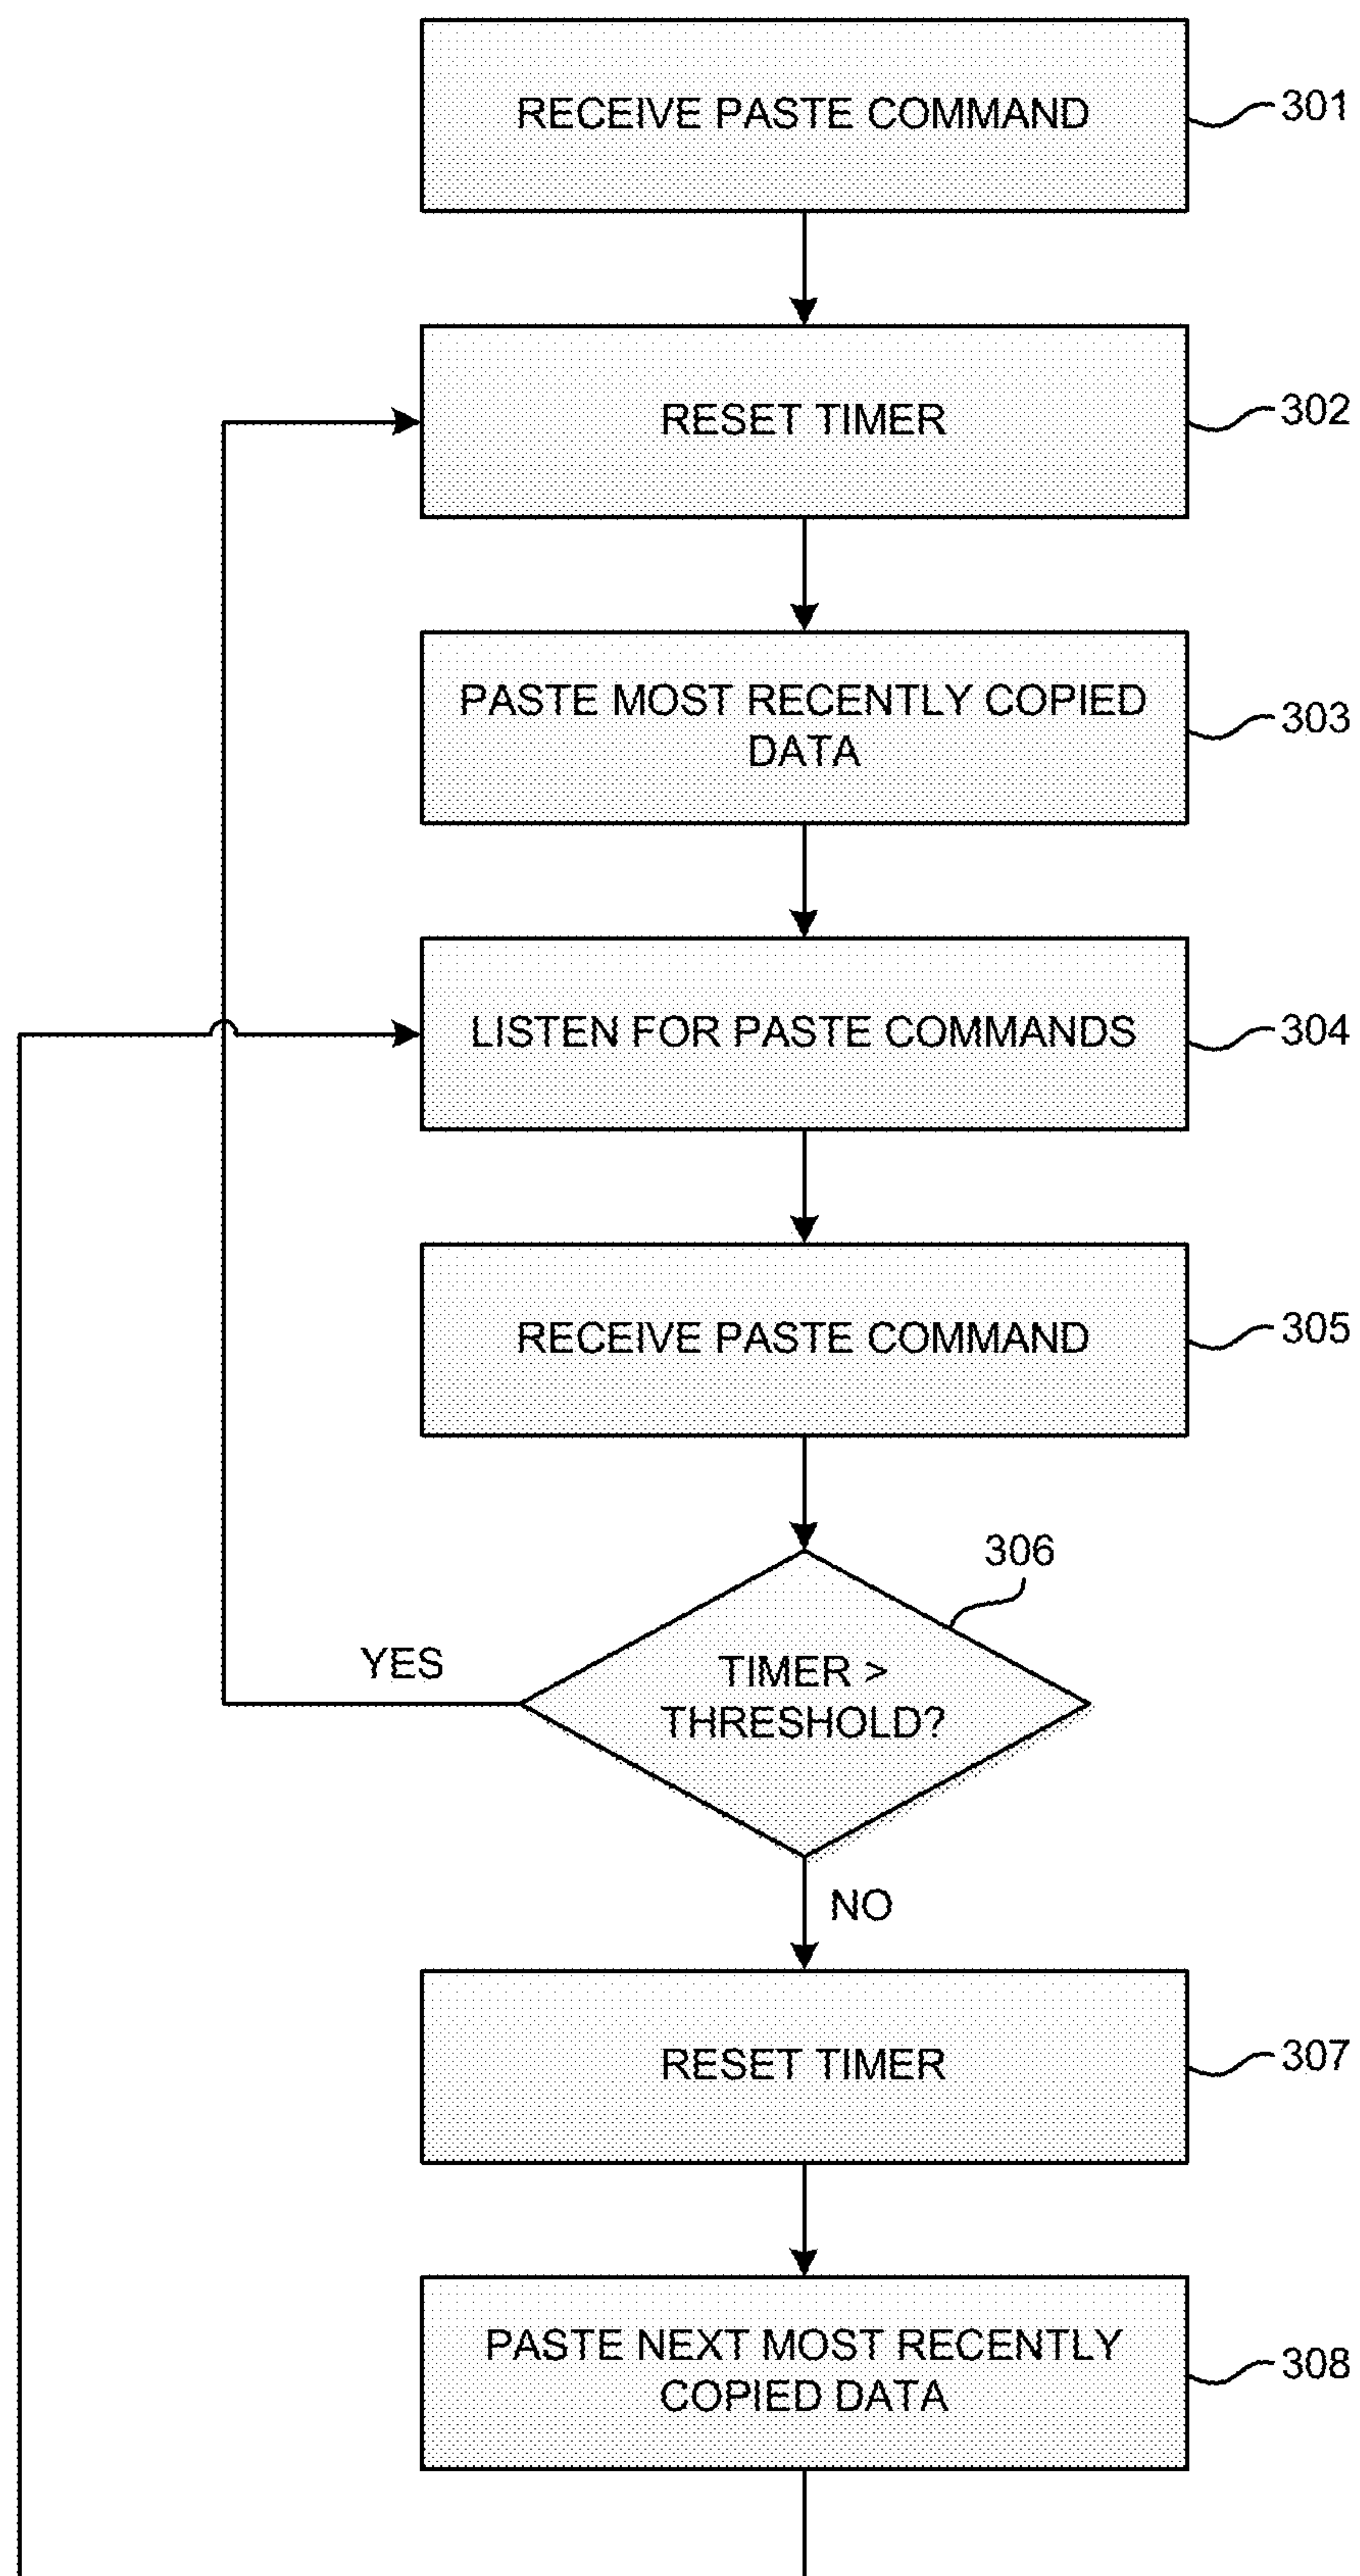 RECEIVE PASTE COMMAND
301
RESET TIMER
302
PASTE MOST RECENTLY COPIED
DATA
303
LISTEN FOR PASTE COMMANDS
304
RECEIVE PASTE COMMAND
305
306
YES
TIMER >
THRESHOLD?
NO
RESET TIMER
307
PASTE NEXT MOST RECENTLY
COPIED DATA
308